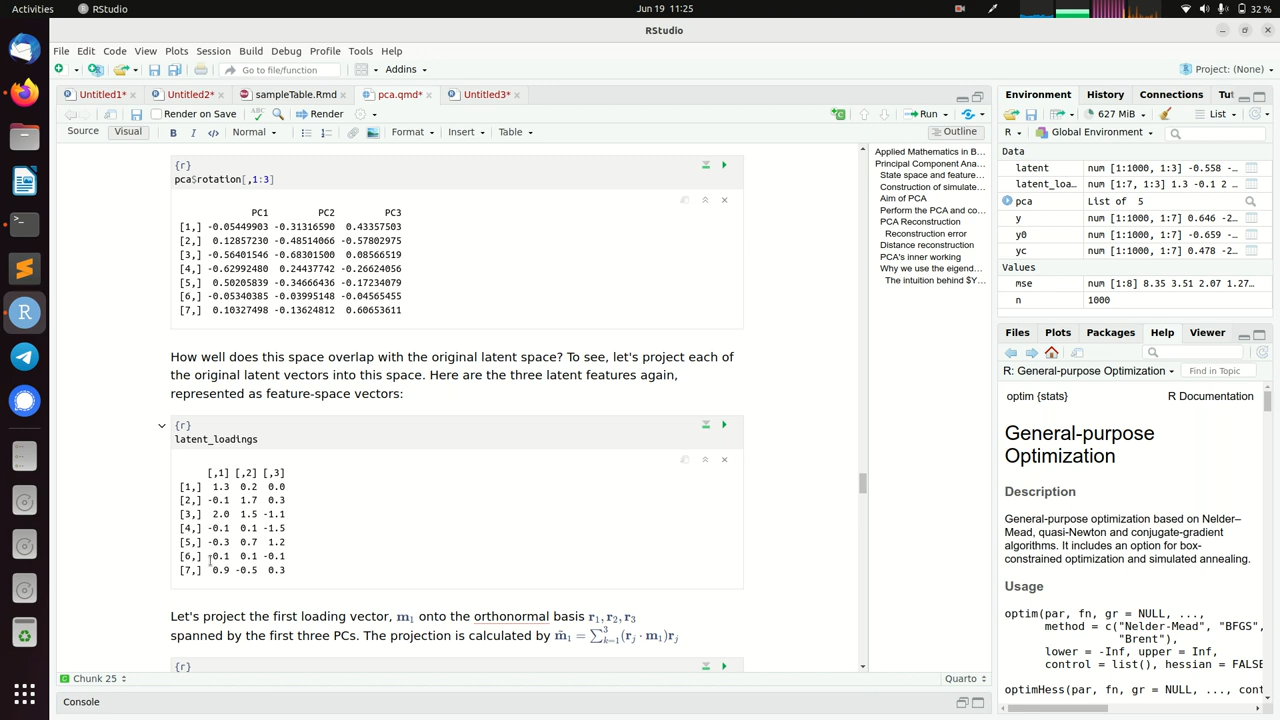 Activities
RStudio
Jun 19 11:25
32 %
RStudio
File Edit Code View Plots Session Build Debug Profile Tools Help
Go to file/function
Addins
Project: (None)
Untitled1*
Untitled2*
sampleTable.Rmd
pca.qmd*
Untitled3*
Render on Save
ABC
Render
Run
Source
Visual
B I </>
Normal
Format
Insert
Table
Outline
{r}
pca$rotation[,1:3]
PC1 PC2 PC3
[1,] -0.05449903 -0.31316590 0.43357503
[2,] 0.12857230 -0.48514066 -0.57802975
[3,] -0.56401546 -0.68301500 0.08566519
[4,] -0.62992480 0.24437742 -0.26624056
[5,] 0.50205839 -0.34666436 -0.17234079
[6,] -0.05340385 -0.03995148 -0.04565455
[7,] 0.10327498 -0.13624812 0.60653611
How well does this space overlap with the original latent space? To see, let's project each of
the original latent vectors into this space. Here are the three latent features again,
represented as feature-space vectors:
{r}
latent_loadings
[,1] [,2] [,3]
[1,] 1.3 0.2 0.0
[2,] -0.1 1.7 0.3
[3,] 2.0 1.5 -1.1
[4,] -0.1 0.1 -1.5
[5,] -0.3 0.7 1.2
[6,] -0.1 0.1 -0.1
[7,] 0.9 -0.5 0.3
Let's project the first loading vector, m₁ onto the orthonormal basis r₁, r₂, r₃
spanned by the first three PCs. The projection is calculated by m̃₁ = ∑³ₖ₌₁(rⱼ · m₁)rⱼ
{r}
Chunk 25
Quarto
Console
Applied Mathematics in B...
Principal Component Ana...
State space and feature...
Construction of simulate...
Aim of PCA
Perform the PCA and co...
PCA Reconstruction
Reconstruction error
Distance reconstruction
PCA's inner working
Why we use the eigend...
The intuition behind $Y...
Environment
History
Connections
Tut
627 MiB
List
R
Global Environment
Data
latent num [1:1000, 1:3] -0.558 -...
latent_loa... num [1:7, 1:3] 1.3 -0.1 2 ...
pca List of 5
y num [1:1000, 1:7] 0.646 -2...
y0 num [1:1000, 1:7] -0.659 -...
yc num [1:1000, 1:7] 0.478 -2...
Values
mse num [1:8] 8.35 3.51 2.07 1.27...
n 1000
Files
Plots
Packages
Help
Viewer
R: General-purpose Optimization
Find in Topic
optim {stats}
R Documentation
General-purpose
Optimization
Description
General-purpose optimization based on Nelder–
Mead, quasi-Newton and conjugate-gradient
algorithms. It includes an option for box-
constrained optimization and simulated annealing.
Usage
optim(par, fn, gr = NULL, ...,
method = c("Nelder-Mead", "BFGS",
"Brent"),
lower = -Inf, upper = Inf,
control = list(), hessian = FALSE
optimHess(par, fn, gr = NULL, ..., cont